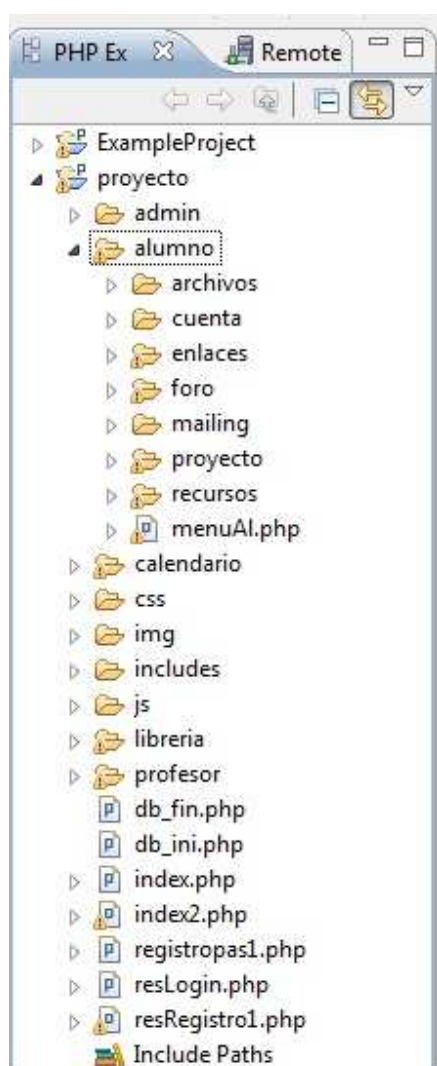 PHP Ex Remote
ExampleProject
proyecto
admin
alumno
archivos
cuenta
enlaces
foro
mailing
proyecto
recursos
menuAl.php
calendario
css
img
includes
js
libreria
profesor
db_fin.php
db_ini.php
index.php
index2.php
registropas1.php
resLogin.php
resRegistro1.php
Include Paths